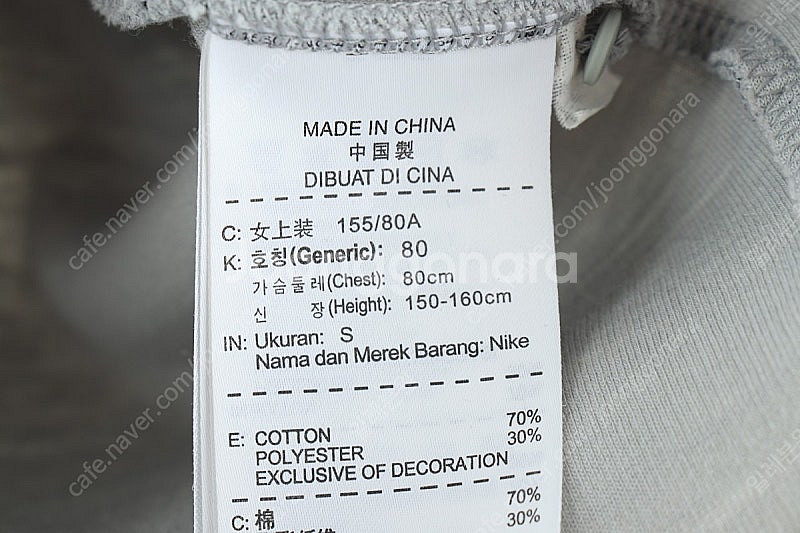 MADE IN CHINA
中国製
DIBUAT DI CINA
C: 女上装 155/80A
K: 호칭(Generic): 80
가슴둘레(Chest): 80cm
신 장(Height): 150-160cm
IN: Ukuran: S
Nama dan Merek Barang: Nike
E: COTTON 70%
POLYESTER 30%
EXCLUSIVE OF DECORATION
C: 棉 70%
30%
joonggonara
cafe.naver.com/joonggonara
cafe.naver.com/joonggonara
cafe.naver.com/joonggonara